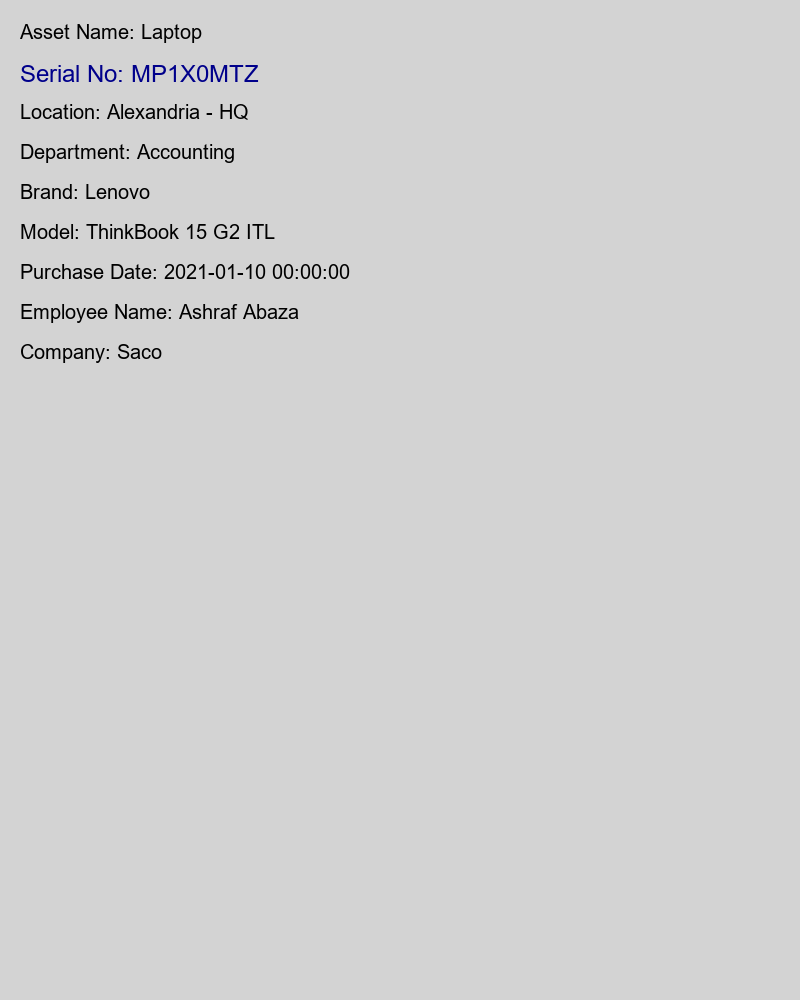 Asset Name: Laptop
Serial No: MP1X0MTZ
Location: Alexandria - HQ
Department: Accounting
Brand: Lenovo
Model: ThinkBook 15 G2 ITL
Purchase Date: 2021-01-10 00:00:00
Employee Name: Ashraf Abaza
Company: Saco